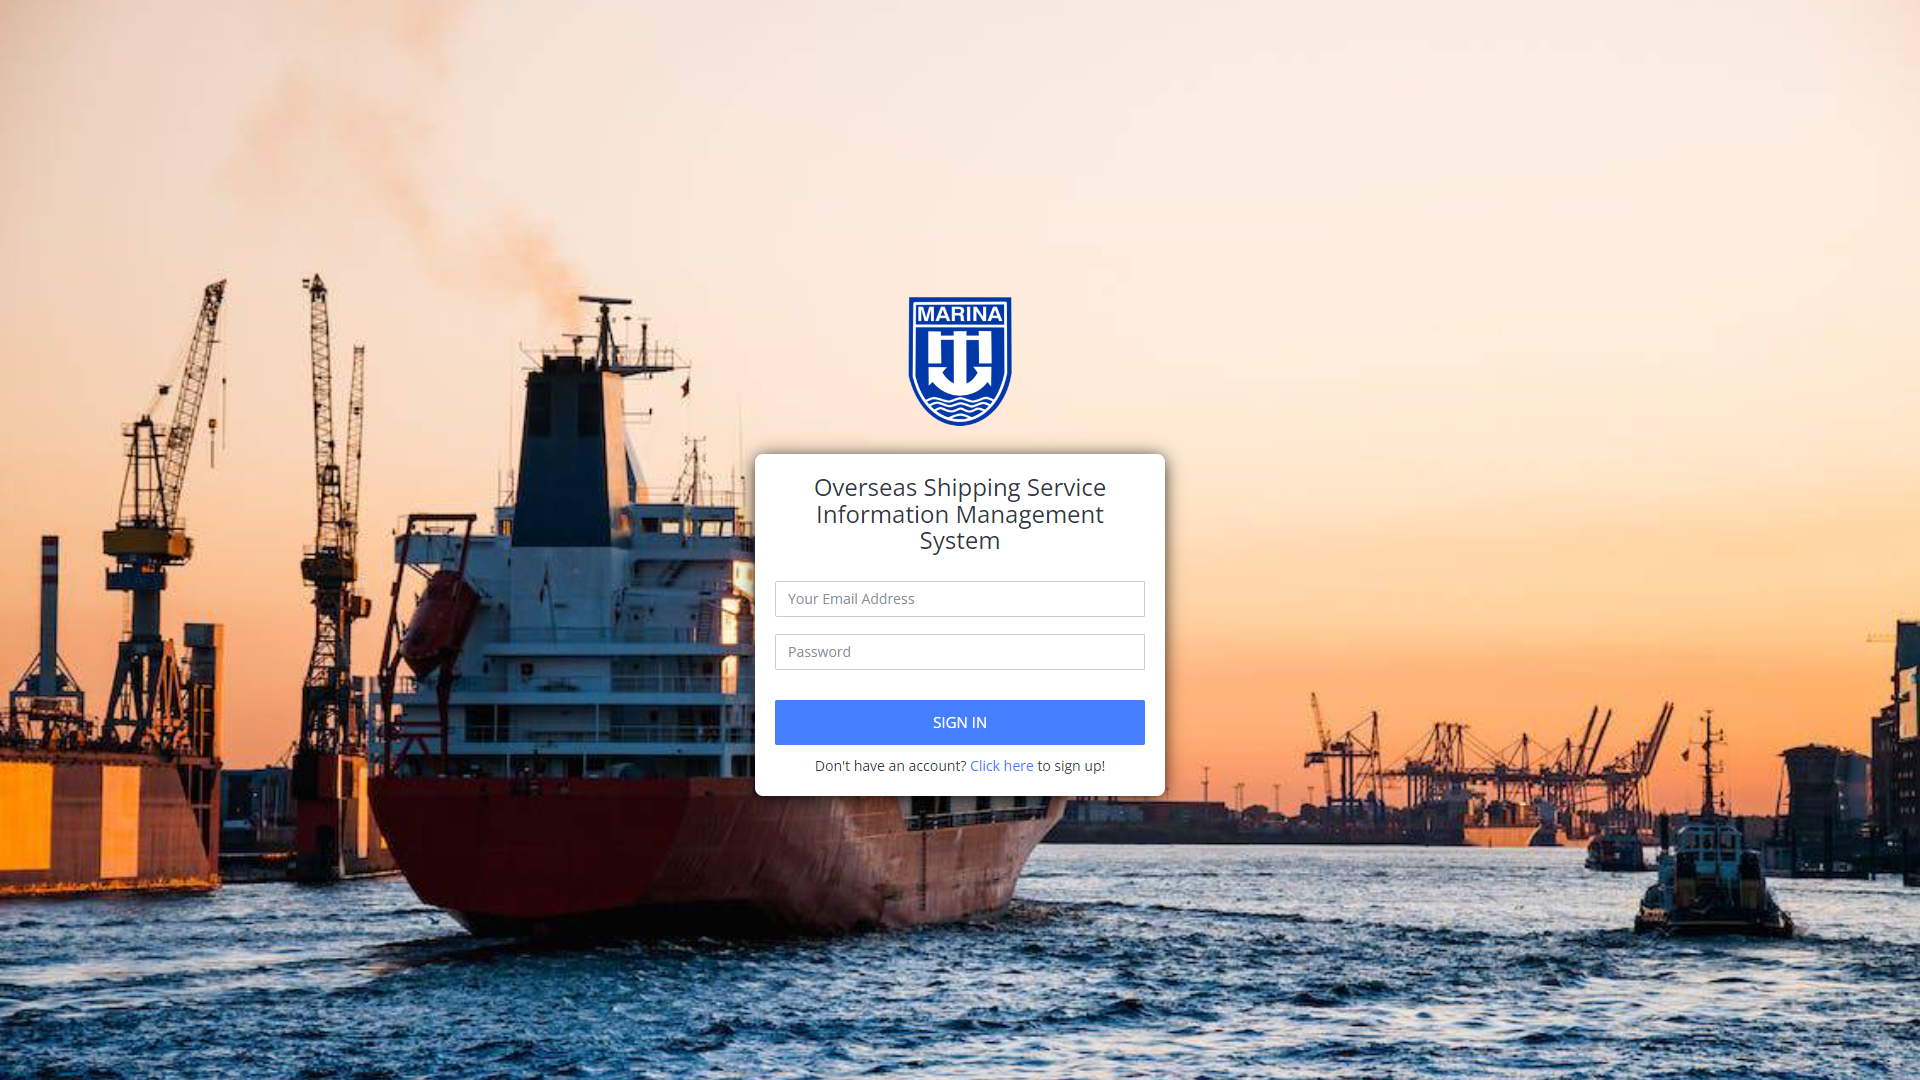 MARINA
Overseas Shipping Service
Information Management
System
Your Email Address
Password
SIGN IN
Don't have an account? Click here to sign up!